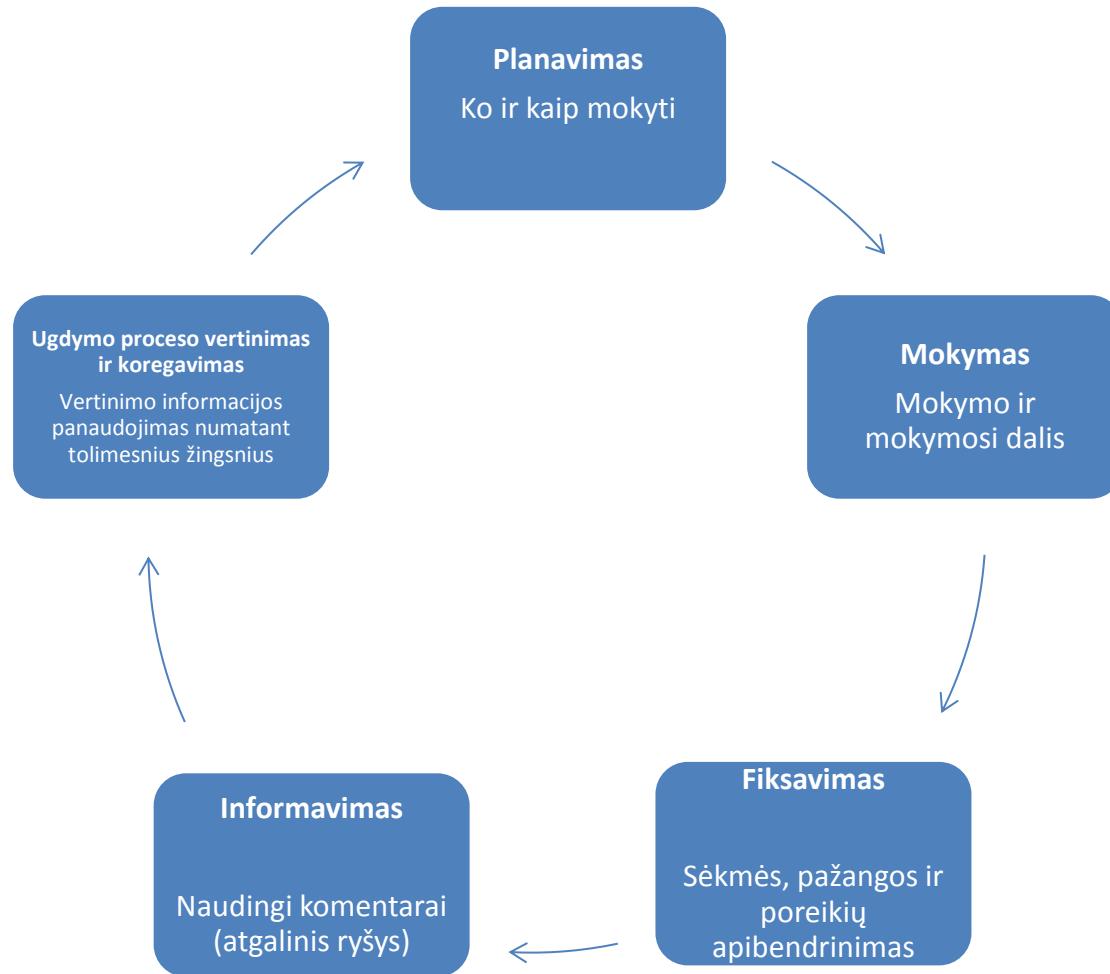 Planavimas
Ko ir kaip mokyti
Mokymas
Mokymo ir
mokymosi dalis
Fiksavimas
Sėkmės, pažangos ir
poreikių
apibendrinimas
Informavimas
Naudingi komentarai
(atgalinis ryšys)
Ugdymo proceso vertinimas
ir koregavimas
Vertinimo informacijos
panaudojimas numatant
tolimesnius žingsnius